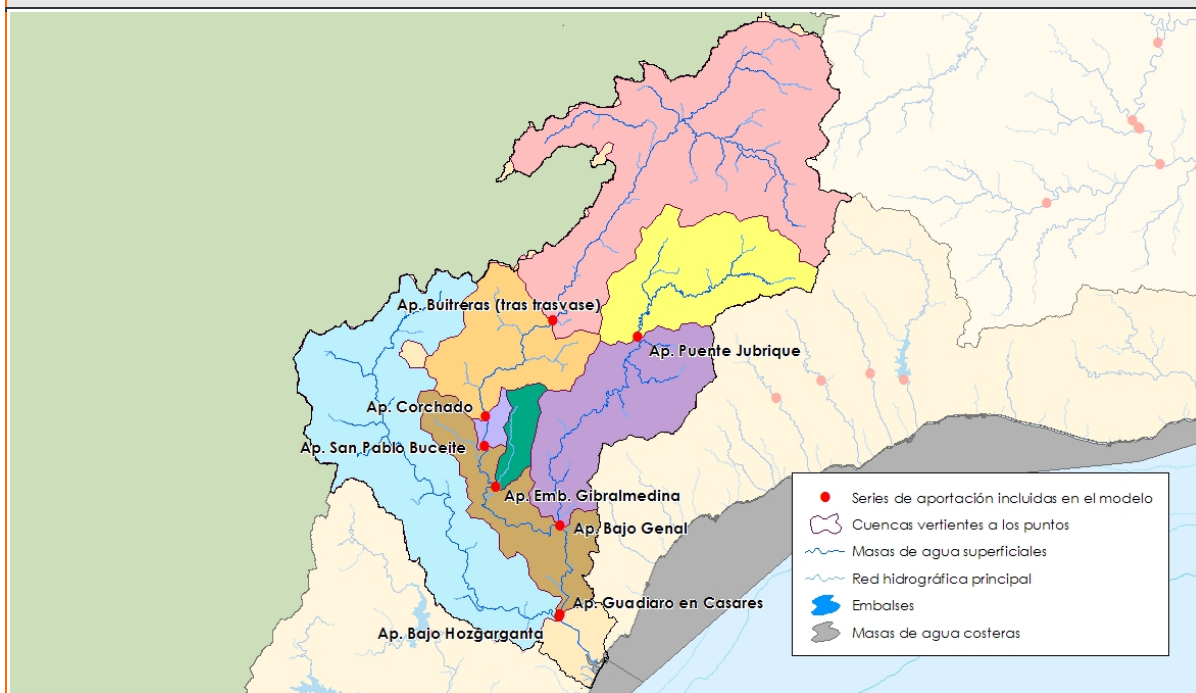 Ap. Buitreras (tras trasvase)
Ap. Puente Jubrique
Ap. Corchado
Ap. San Pablo Buceite
Ap. Emb. Gibralmedina
Ap. Bajo Genal
Ap. Guadiaro en Casares
Ap. Bajo Hozgarganta
Series de aportación incluidas en el modelo
Cuencas vertientes a los puntos
Masas de agua superficiales
Red hidrográfica principal
Embalses
Masas de agua costeras